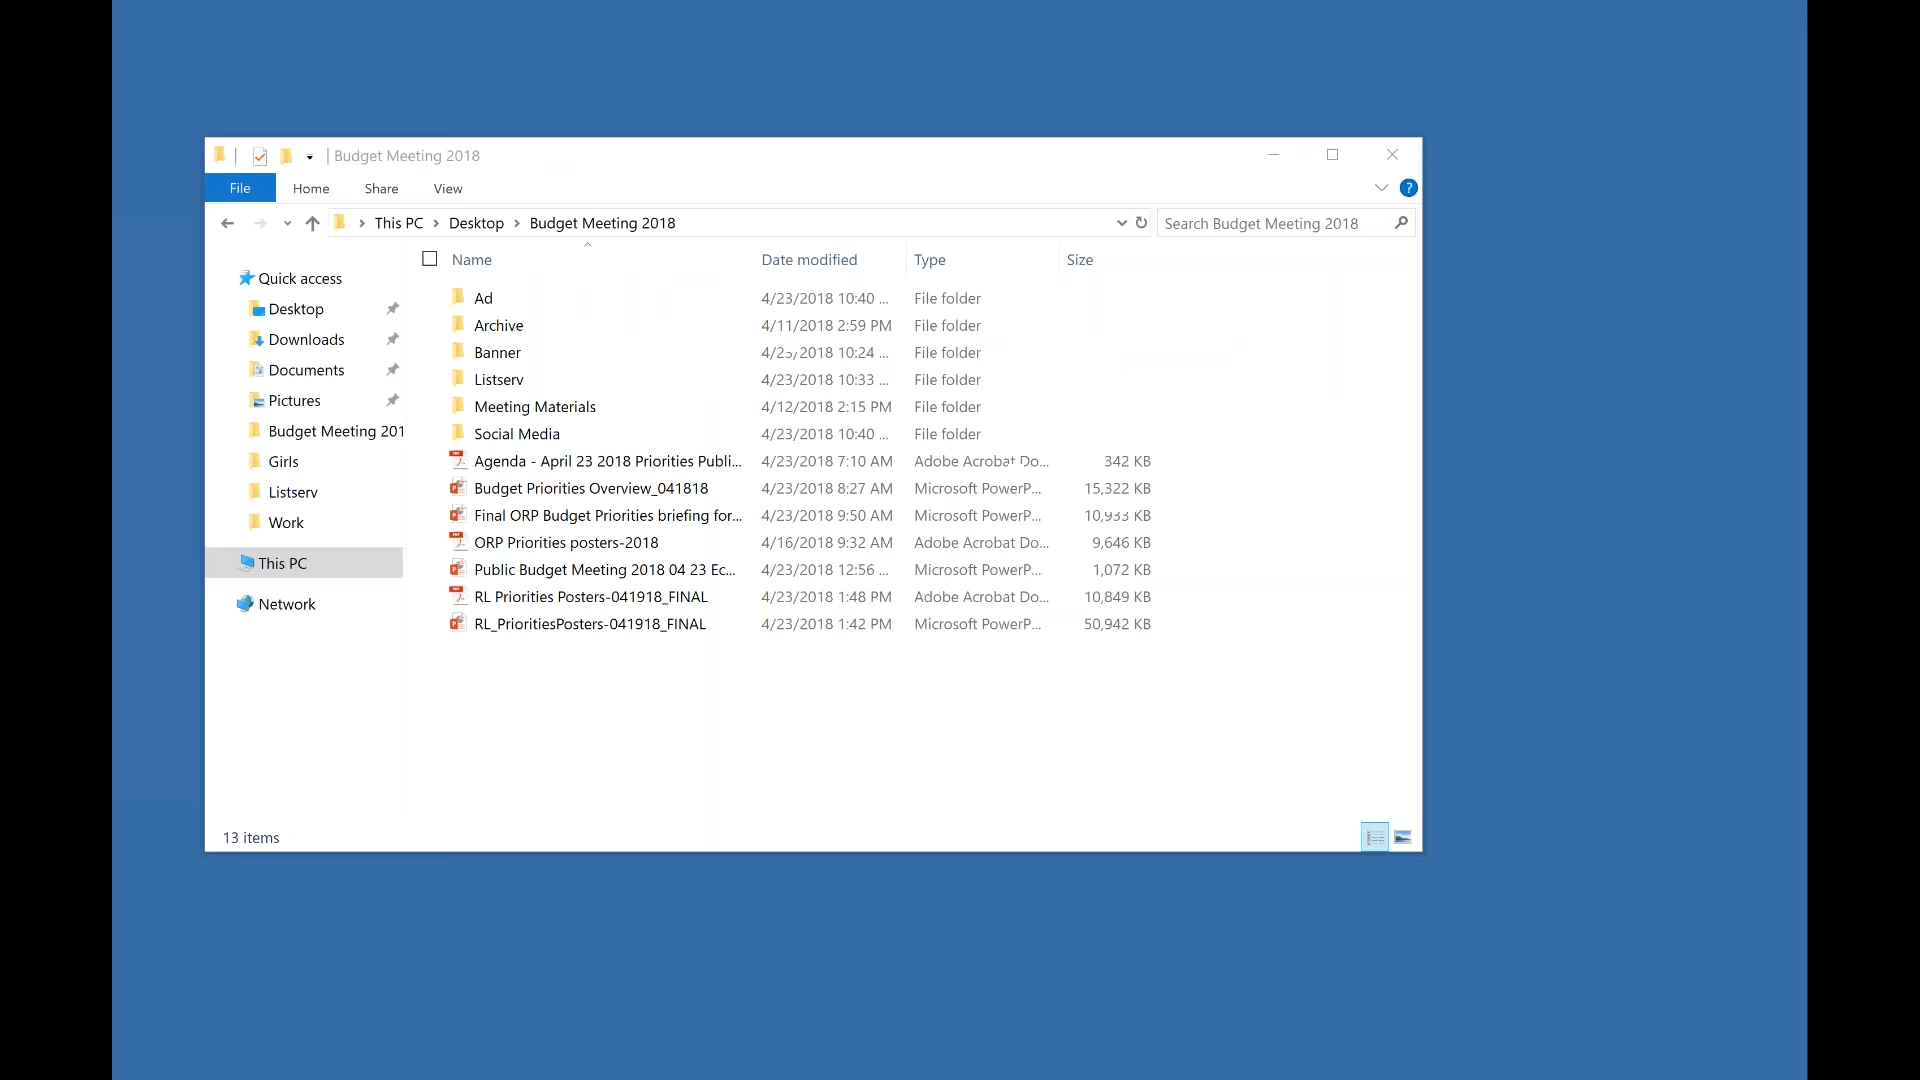 Budget Meeting 2018
File Home Share View
This PC Desktop Budget Meeting 2018 Search Budget Meeting 2018
Name Date modified Type Size
Quick access
Desktop
Downloads
Documents
Pictures
Budget Meeting 201
Girls
Listserv
Work
This PC
Network
Ad 4/23/2018 10:40 ... File folder
Archive 4/11/2018 2:59 PM File folder
Banner 4/23/2018 10:24 ... File folder
Listserv 4/23/2018 10:33 ... File folder
Meeting Materials 4/12/2018 2:15 PM File folder
Social Media 4/23/2018 10:40 ... File folder
Agenda - April 23 2018 Priorities Publi... 4/23/2018 7:10 AM Adobe Acrobat Do... 342 KB
Budget Priorities Overview_041818 4/23/2018 8:27 AM Microsoft PowerP... 15,322 KB
Final ORP Budget Priorities briefing for... 4/23/2018 9:50 AM Microsoft PowerP... 10,933 KB
ORP Priorities posters-2018 4/16/2018 9:32 AM Adobe Acrobat Do... 9,646 KB
Public Budget Meeting 2018 04 23 Ec... 4/23/2018 12:56 ... Microsoft PowerP... 1,072 KB
RL Priorities Posters-041918_FINAL 4/23/2018 1:48 PM Adobe Acrobat Do... 10,849 KB
RL_PrioritiesPosters-041918_FINAL 4/23/2018 1:42 PM Microsoft PowerP... 50,942 KB
13 items